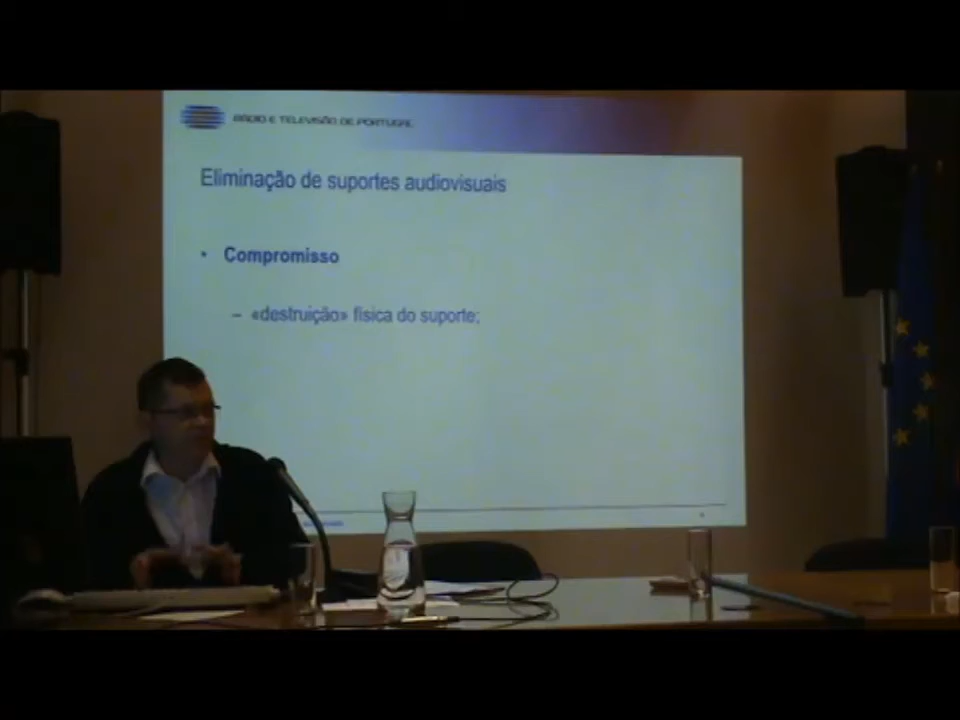 RÁDIO E TELEVISÃO DE PORTUGAL
Eliminação de suportes audiovisuais
• Compromisso
– «destruição» física do suporte;